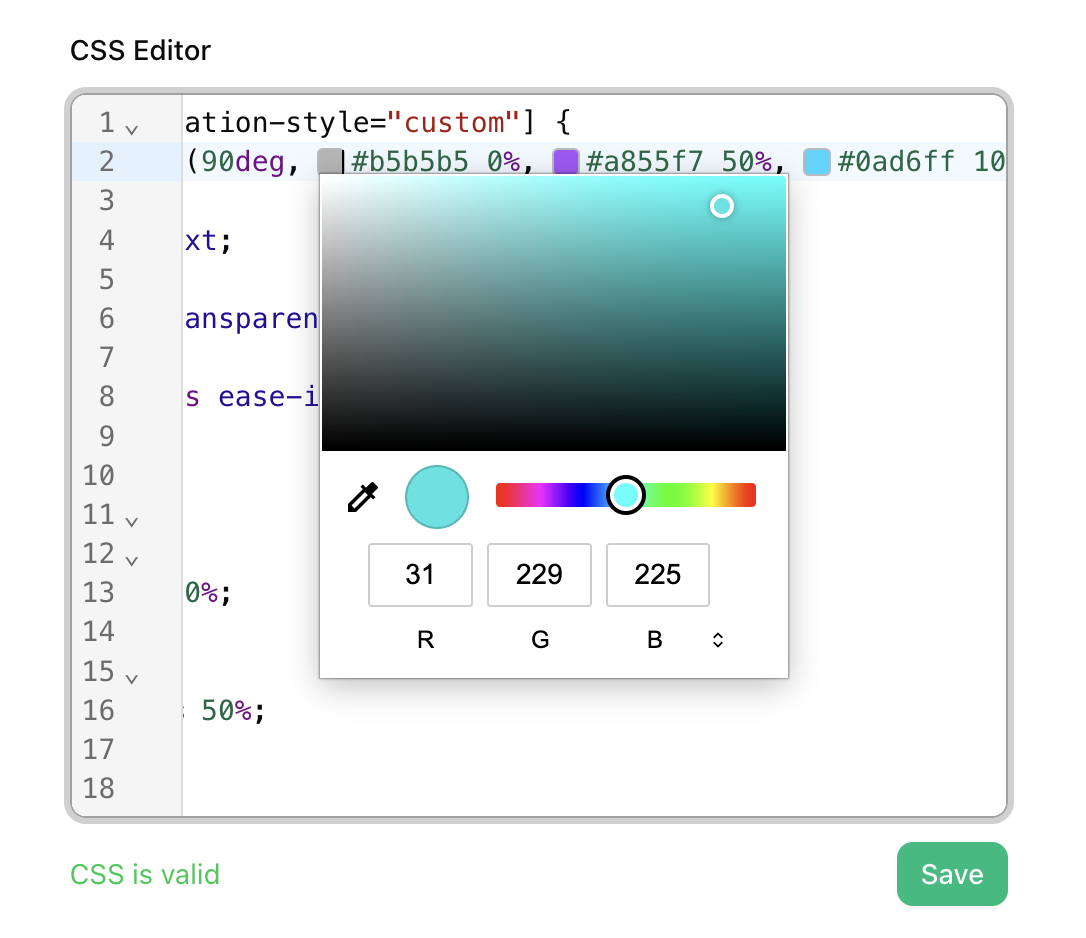 CSS Editor
1 ation-style="custom"] {
2 (90deg, #b5b5b5 0%, #a855f7 50%, #0ad6ff 10
3
4 xt;
5
6 ansparen
7
8 s ease-i
9
10
11
12
13 0%;
14
15
16 50%;
17
18
31 229 225
R G B
CSS is valid
Save